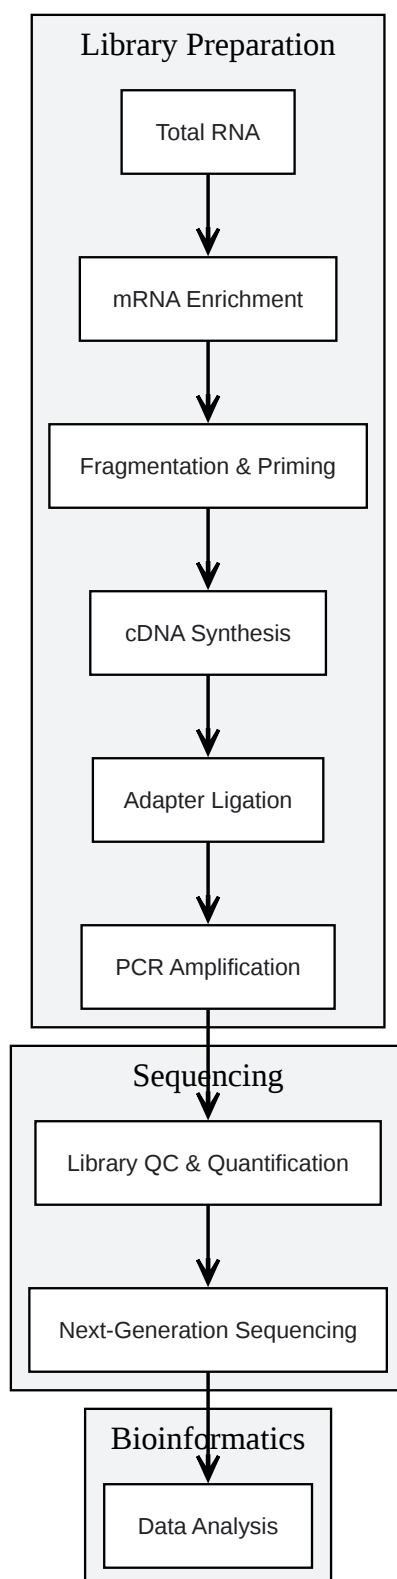 Library Preparation
Total RNA
mRNA Enrichment
Fragmentation & Priming
cDNA Synthesis
Adapter Ligation
PCR Amplification
Sequencing
Library QC & Quantification
Next-Generation Sequencing
Bioinformatics
Data Analysis